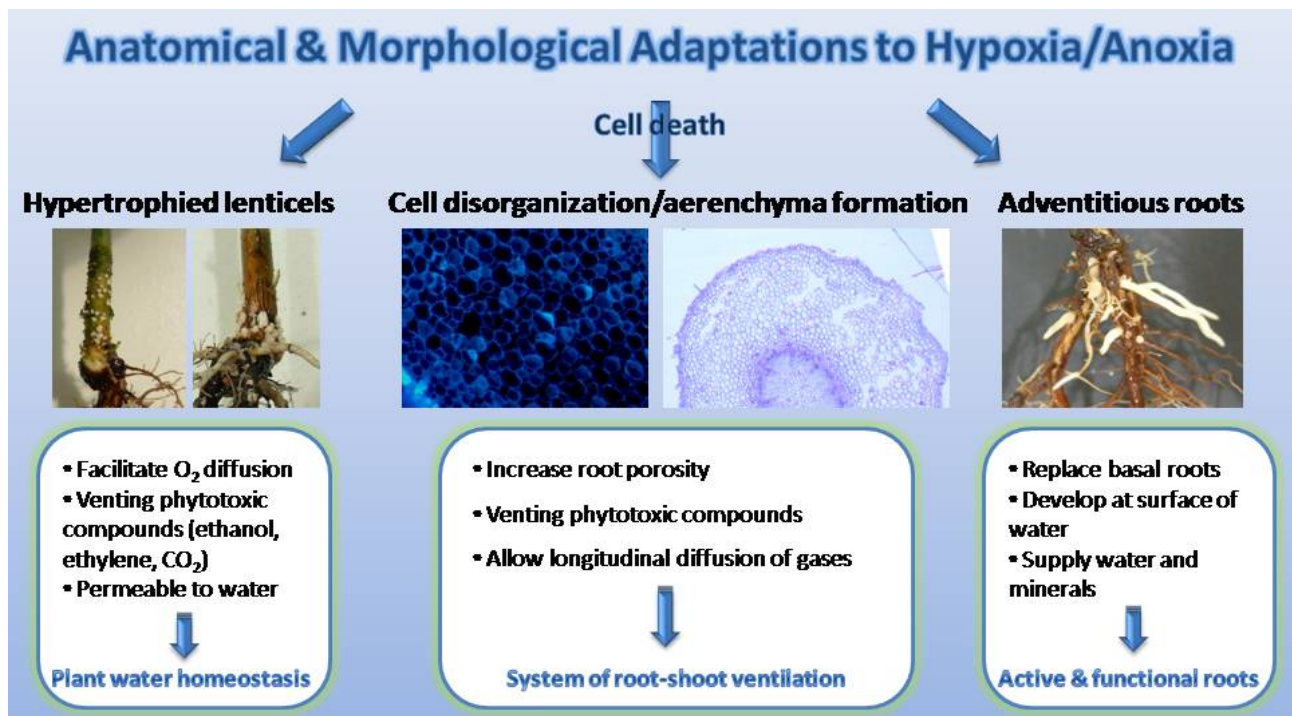 Anatomical & Morphological Adaptations to Hypoxia/Anoxia
Cell death
Hypertrophied lenticels
Cell disorganization/aerenchyma formation
Adventitious roots
• Facilitate O₂ diffusion
• Venting phytotoxic
compounds (ethanol,
ethylene, CO₂)
• Permeable to water
Plant water homeostasis
• Increase root porosity
• Venting phytotoxic compounds
• Allow longitudinal diffusion of gases
System of root-shoot ventilation
• Replace basal roots
• Develop at surface of
water
• Supply water and
minerals
Active & functional roots